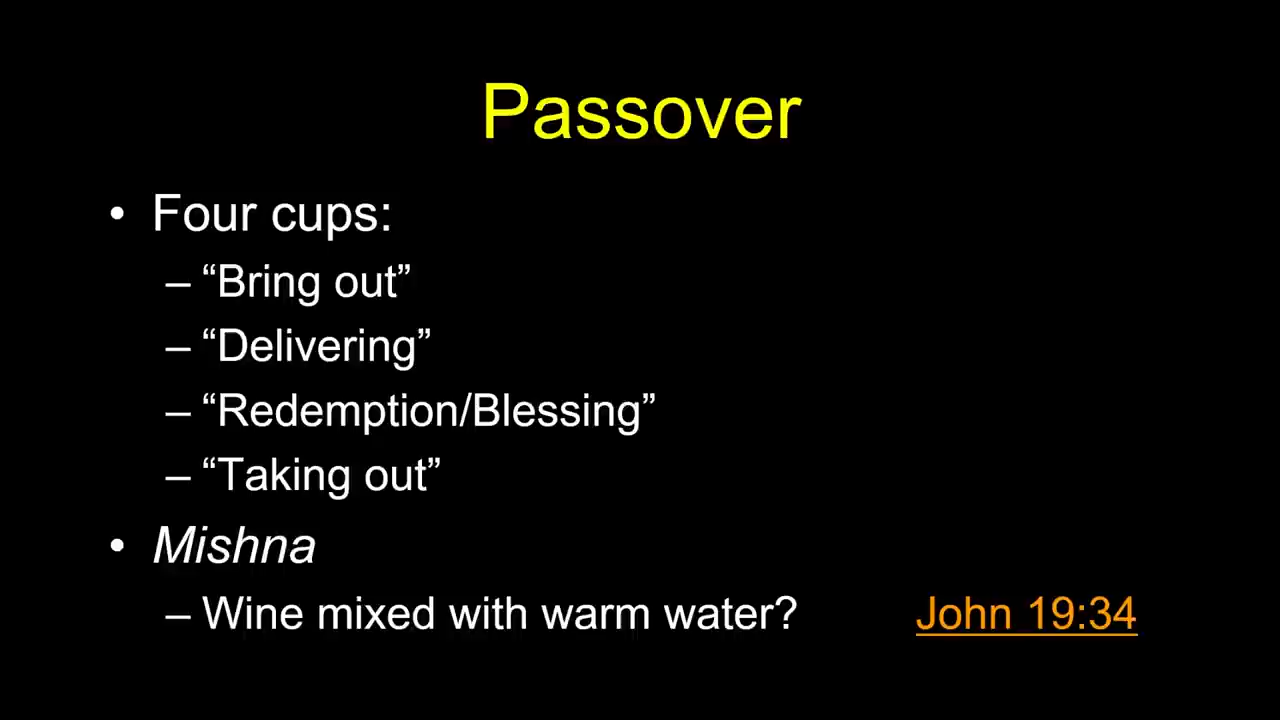 Passover
• Four cups:
– “Bring out”
– “Delivering”
– “Redemption/Blessing”
– “Taking out”
• Mishna
– Wine mixed with warm water? John 19:34